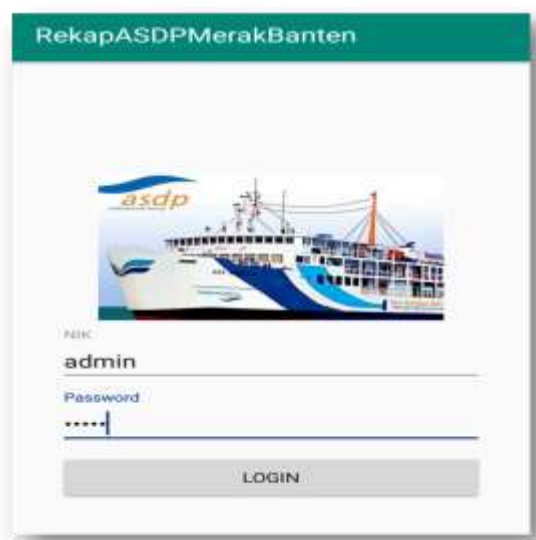 RekapASDPMerakBanten
asdp
NIK
admin
Password
•••••
LOGIN